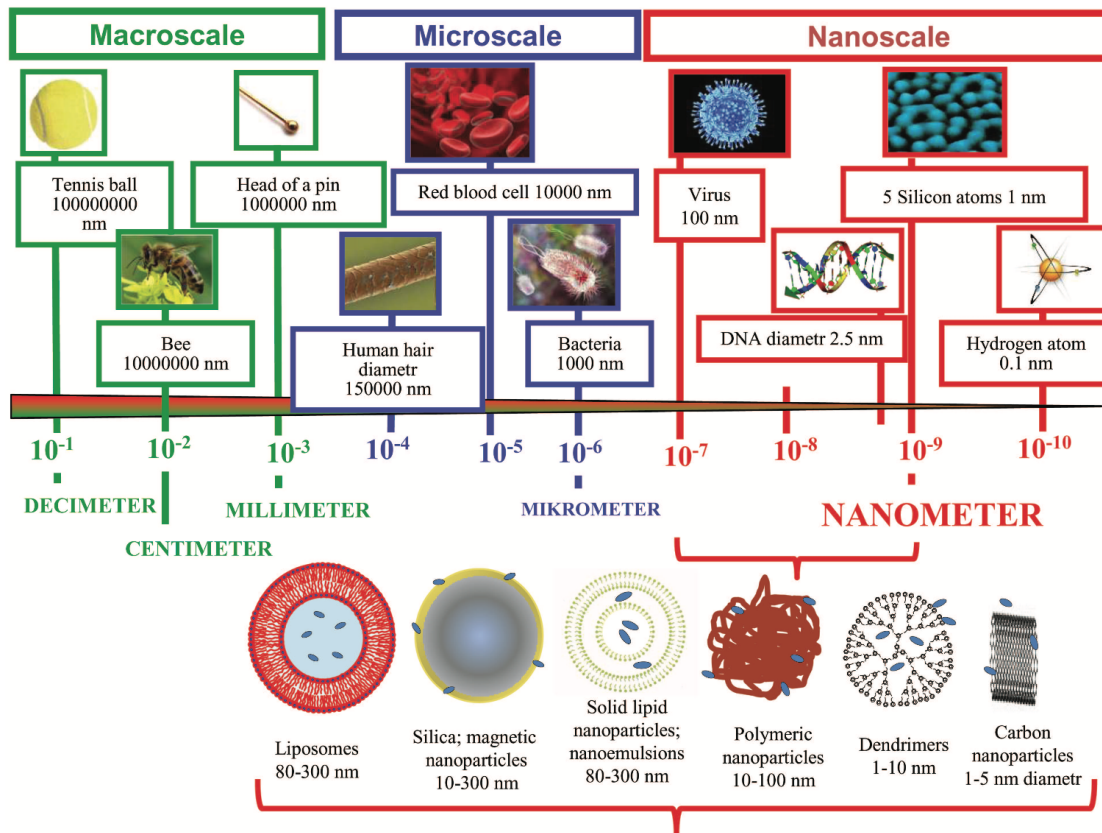 Macroscale
Microscale
Nanoscale
Tennis ball
100000000
nm
Head of a pin
1000000 nm
Red blood cell 10000 nm
Virus
100 nm
5 Silicon atoms 1 nm
Bee
10000000 nm
Human hair
diametr
150000 nm
Bacteria
1000 nm
DNA diametr 2.5 nm
Hydrogen atom
0.1 nm
10⁻¹
10⁻²
10⁻³
10⁻⁴
10⁻⁵
10⁻⁶
10⁻⁷
10⁻⁸
10⁻⁹
10⁻¹⁰
DECIMETER
CENTIMETER
MILLIMETER
MIKROMETER
NANOMETER
Liposomes
80-300 nm
Silica; magnetic
nanoparticles
10-300 nm
Solid lipid
nanoparticles;
nanoemulsions
80-300 nm
Polymeric
nanoparticles
10-100 nm
Dendrimers
1-10 nm
Carbon
nanoparticles
1-5 nm diametr